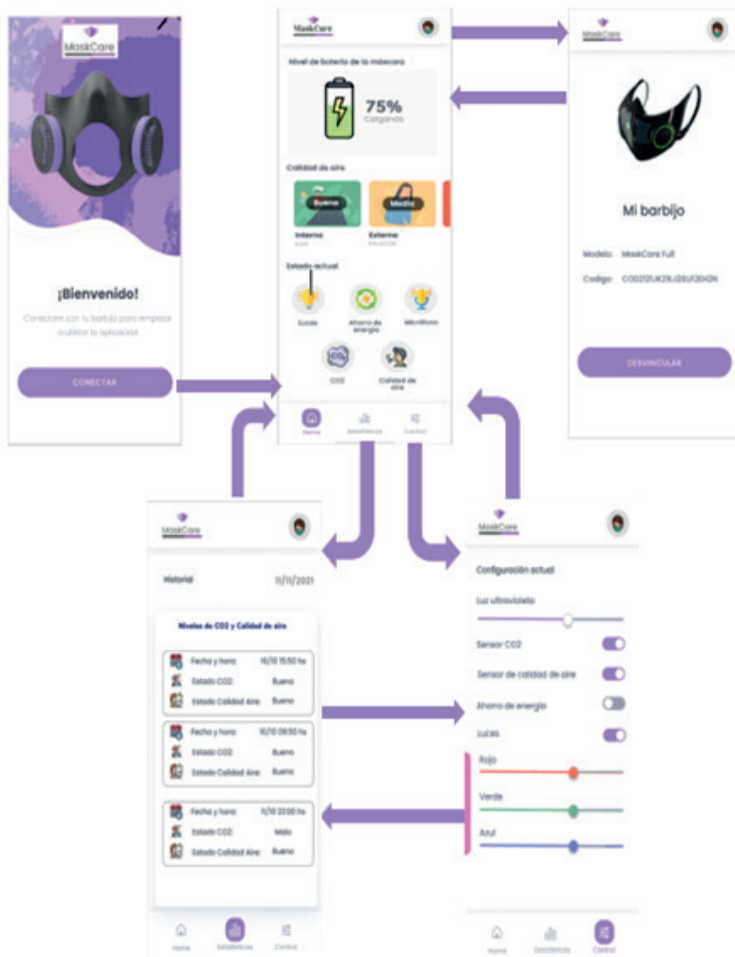 MaskCare
¡Bienvenido!
Conectate con tu barbijo para empezar
a utilizar la aplicación
CONECTAR
MaskCare
Nivel de batería de la máscara
75%
Cargando
Calidad de aire
Buena
Media
Interna
Externa
Estado actual
Luces
Ahorro de
energía
Micrófono
CO2
CO2
Calidad de
aire
Home
Estadísticas
Control
MaskCare
Mi barbijo
Modelo: MaskCare Full
Codigo:
DESVINCULAR
MaskCare
Historial 11/11/2021
Niveles de CO2 y Calidad de aire
Fecha y hora: 16/10 15:50 hs
Estado CO2: Bueno
Estado Calidad Aire: Bueno
Fecha y hora: 10/10 09:50 hs
Estado CO2: Bueno
Estado Calidad Aire: Bueno
Fecha y hora: 11/10 22:00 hs
Estado CO2: Malo
Estado Calidad Aire: Bueno
Home
Estadísticas
Control
MaskCare
Configuración actual
Luz ultravioleta
Sensor CO2
Sensor de calidad de aire
Ahorro de energía
Luces
Rojo
Verde
Azul
Home
Estadísticas
Control